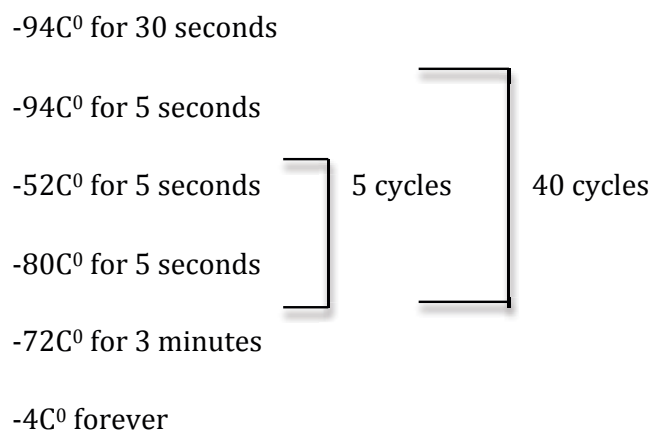 -94C⁰ for 30 seconds
-94C⁰ for 5 seconds
-52C⁰ for 5 seconds 5 cycles 40 cycles
-80C⁰ for 5 seconds
-72C⁰ for 3 minutes
-4C⁰ forever